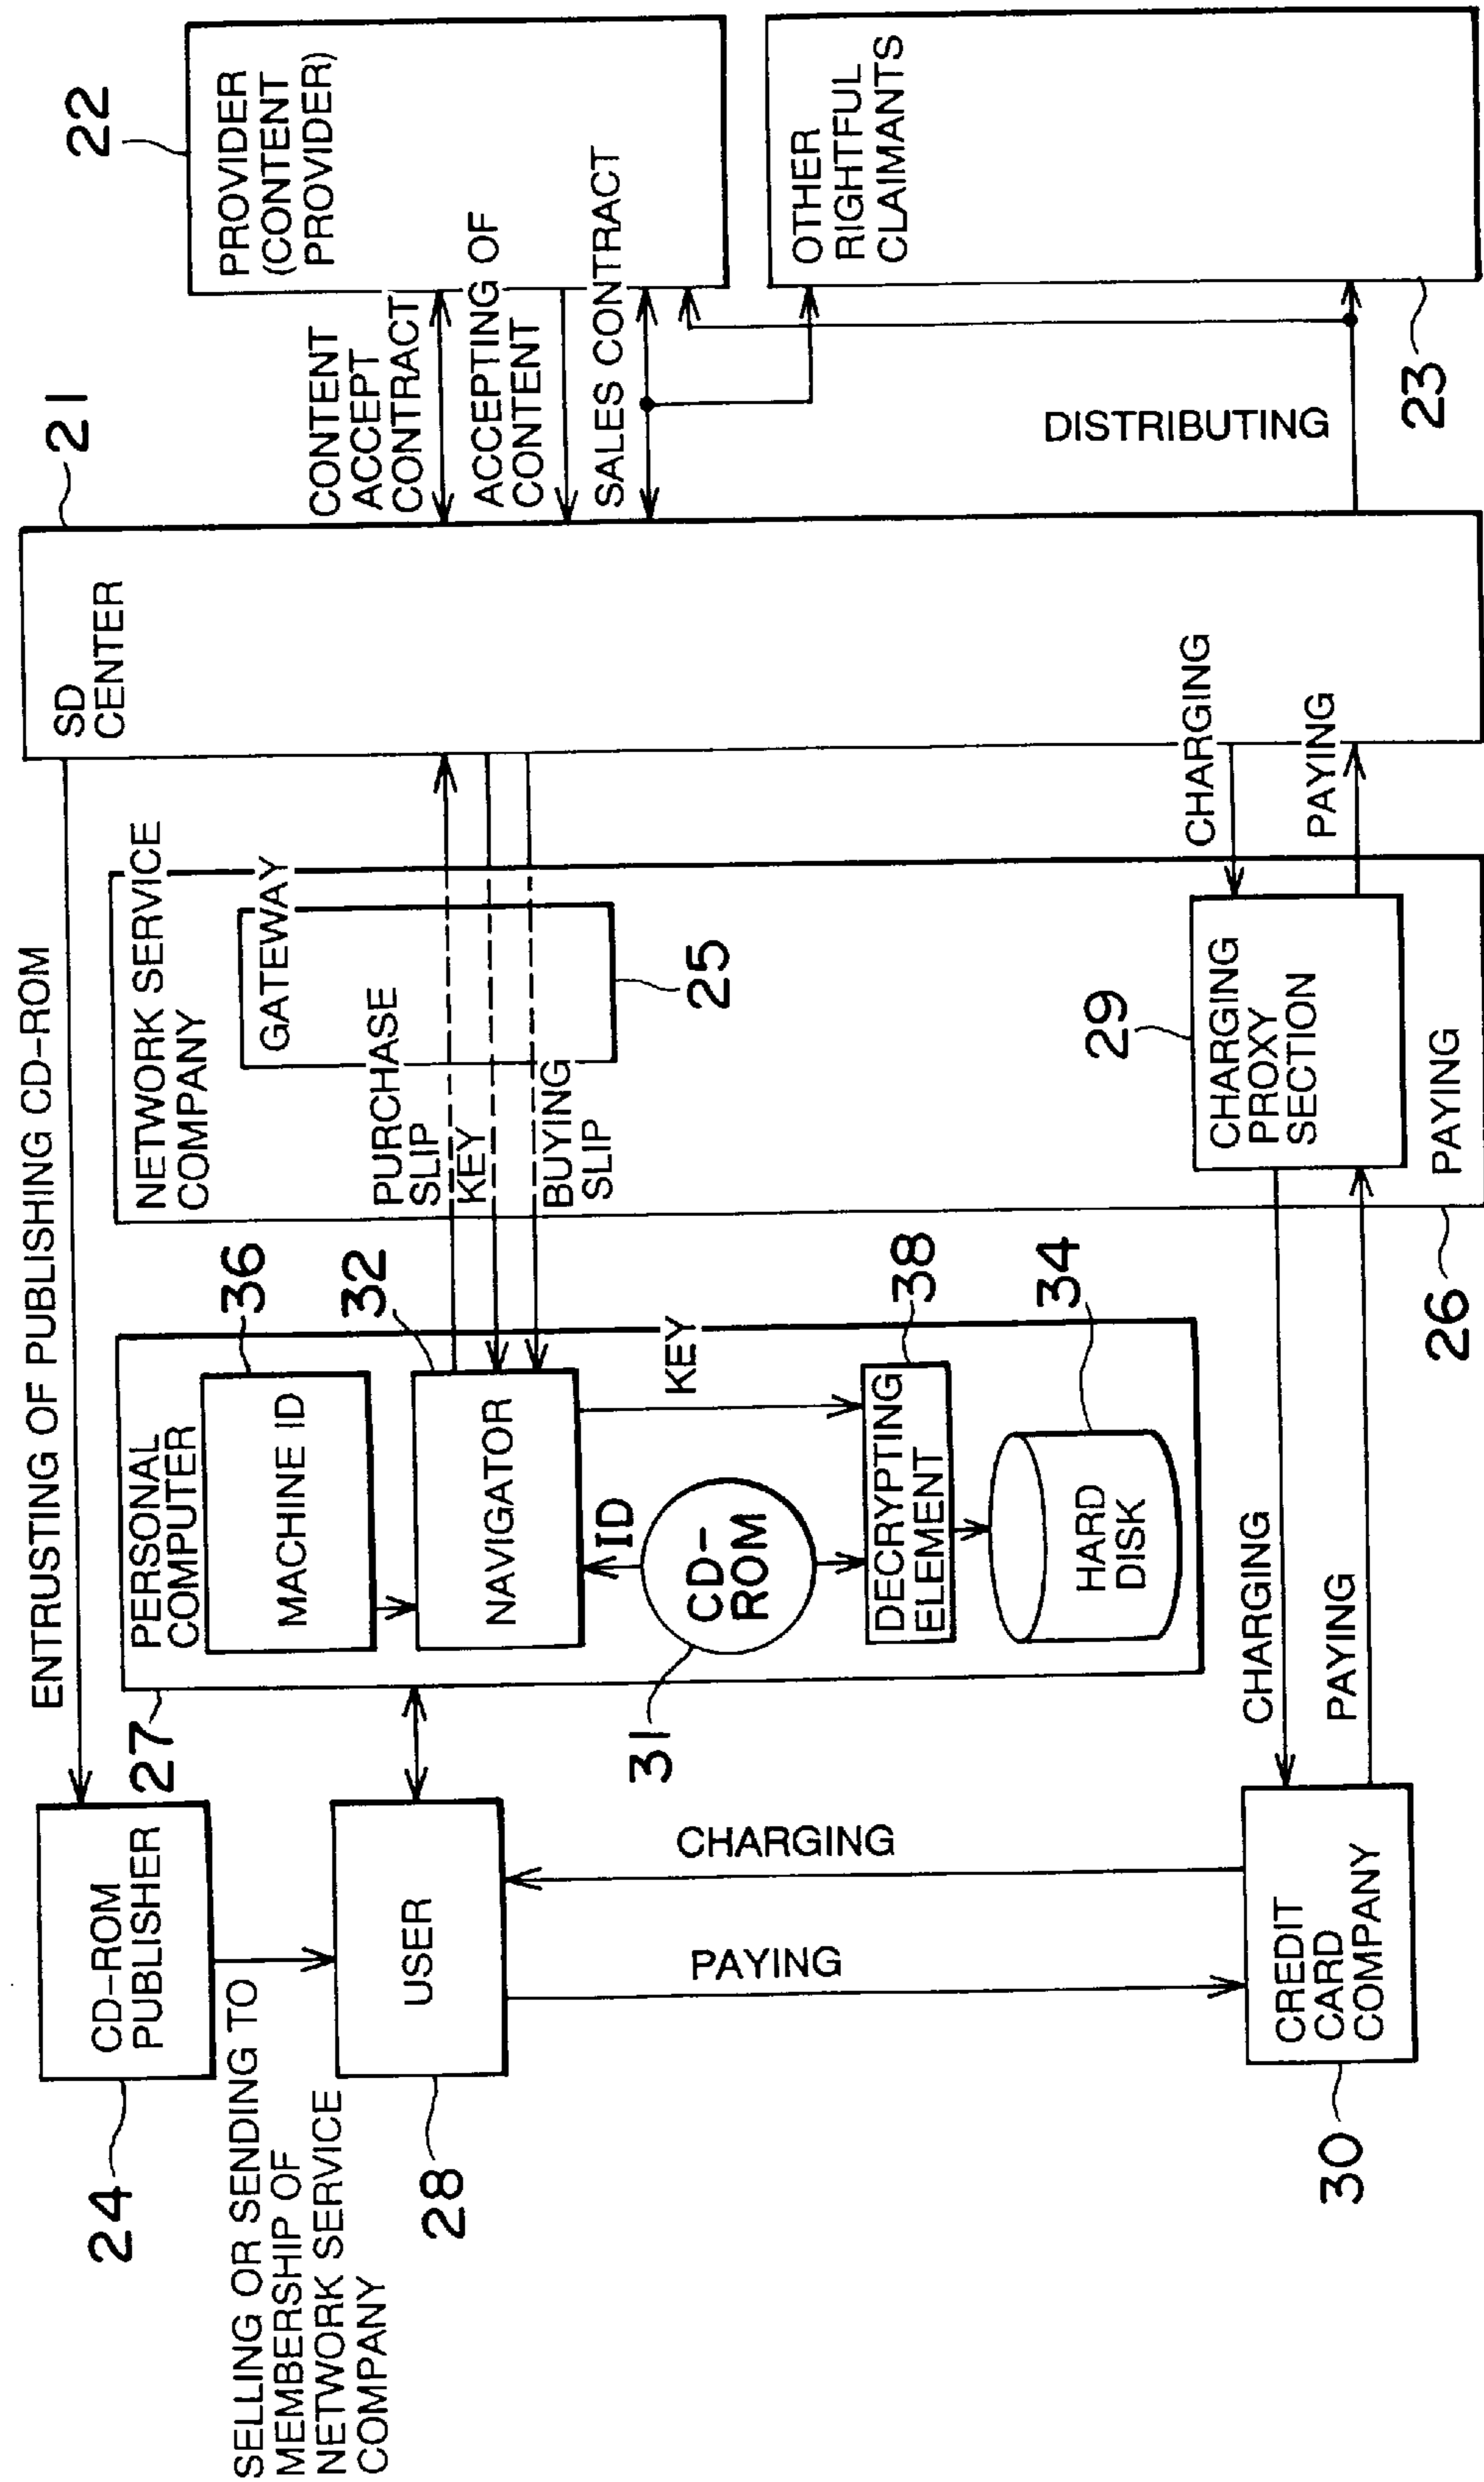 ENTRUSTING OF PUBLISHING CD-ROM
CD-ROM
PUBLISHER
24
SELLING OR SENDING TO
MEMBERSHIP OF
NETWORK SERVICE
COMPANY
USER
28
CHARGING
PAYING
CREDIT
CARD
COMPANY
30
27
PERSONAL
COMPUTER
MACHINE ID
36
NAVIGATOR
32
ID
CD-
ROM
31
KEY
DECRYPTING
ELEMENT
38
HARD
DISK
34
CHARGING
PAYING
NETWORK SERVICE
COMPANY
GATEWAY
25
PURCHASE
SLIP
KEY
BUYING
SLIP
29
CHARGING
PROXY
SECTION
PAYING
26
CHARGING
PAYING
SD
CENTER
21
CONTENT
ACCEPT
CONTRACT
ACCEPTING OF
CONTENT
SALES CONTRACT
DISTRIBUTING
22
PROVIDER
(CONTENT
PROVIDER)
OTHER
RIGHTFUL
CLAIMANTS
23